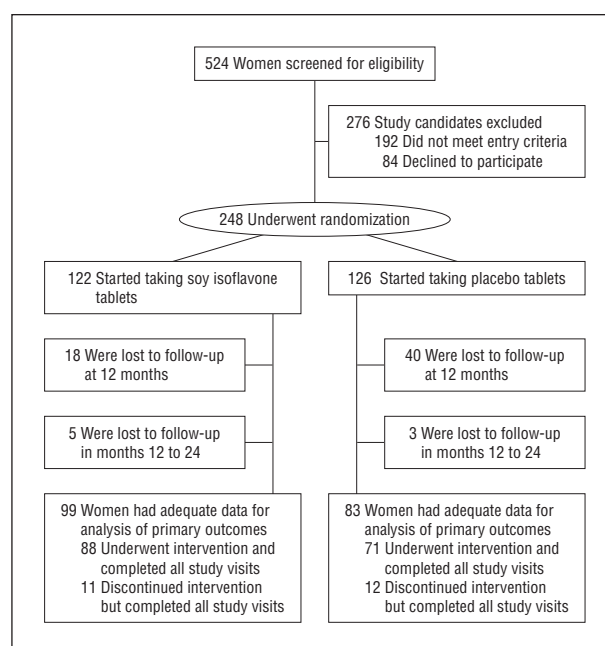 524 Women screened for eligibility
276 Study candidates excluded
192 Did not meet entry criteria
84 Declined to participate
248 Underwent randomization
122 Started taking soy isoflavone
tablets
126 Started taking placebo tablets
18 Were lost to follow-up
at 12 months
40 Were lost to follow-up
at 12 months
5 Were lost to follow-up
in months 12 to 24
3 Were lost to follow-up
in months 12 to 24
99 Women had adequate data for
analysis of primary outcomes
88 Underwent intervention and
completed all study visits
11 Discontinued intervention
but completed all study visits
83 Women had adequate data for
analysis of primary outcomes
71 Underwent intervention and
completed all study visits
12 Discontinued intervention
but completed all study visits